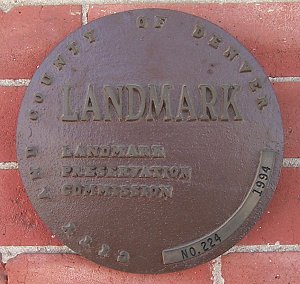 AND COUNTY OF DENVER
LANDMARK
LANDMARK
PRESERVATION
COMMISSION
NO. 224 1994